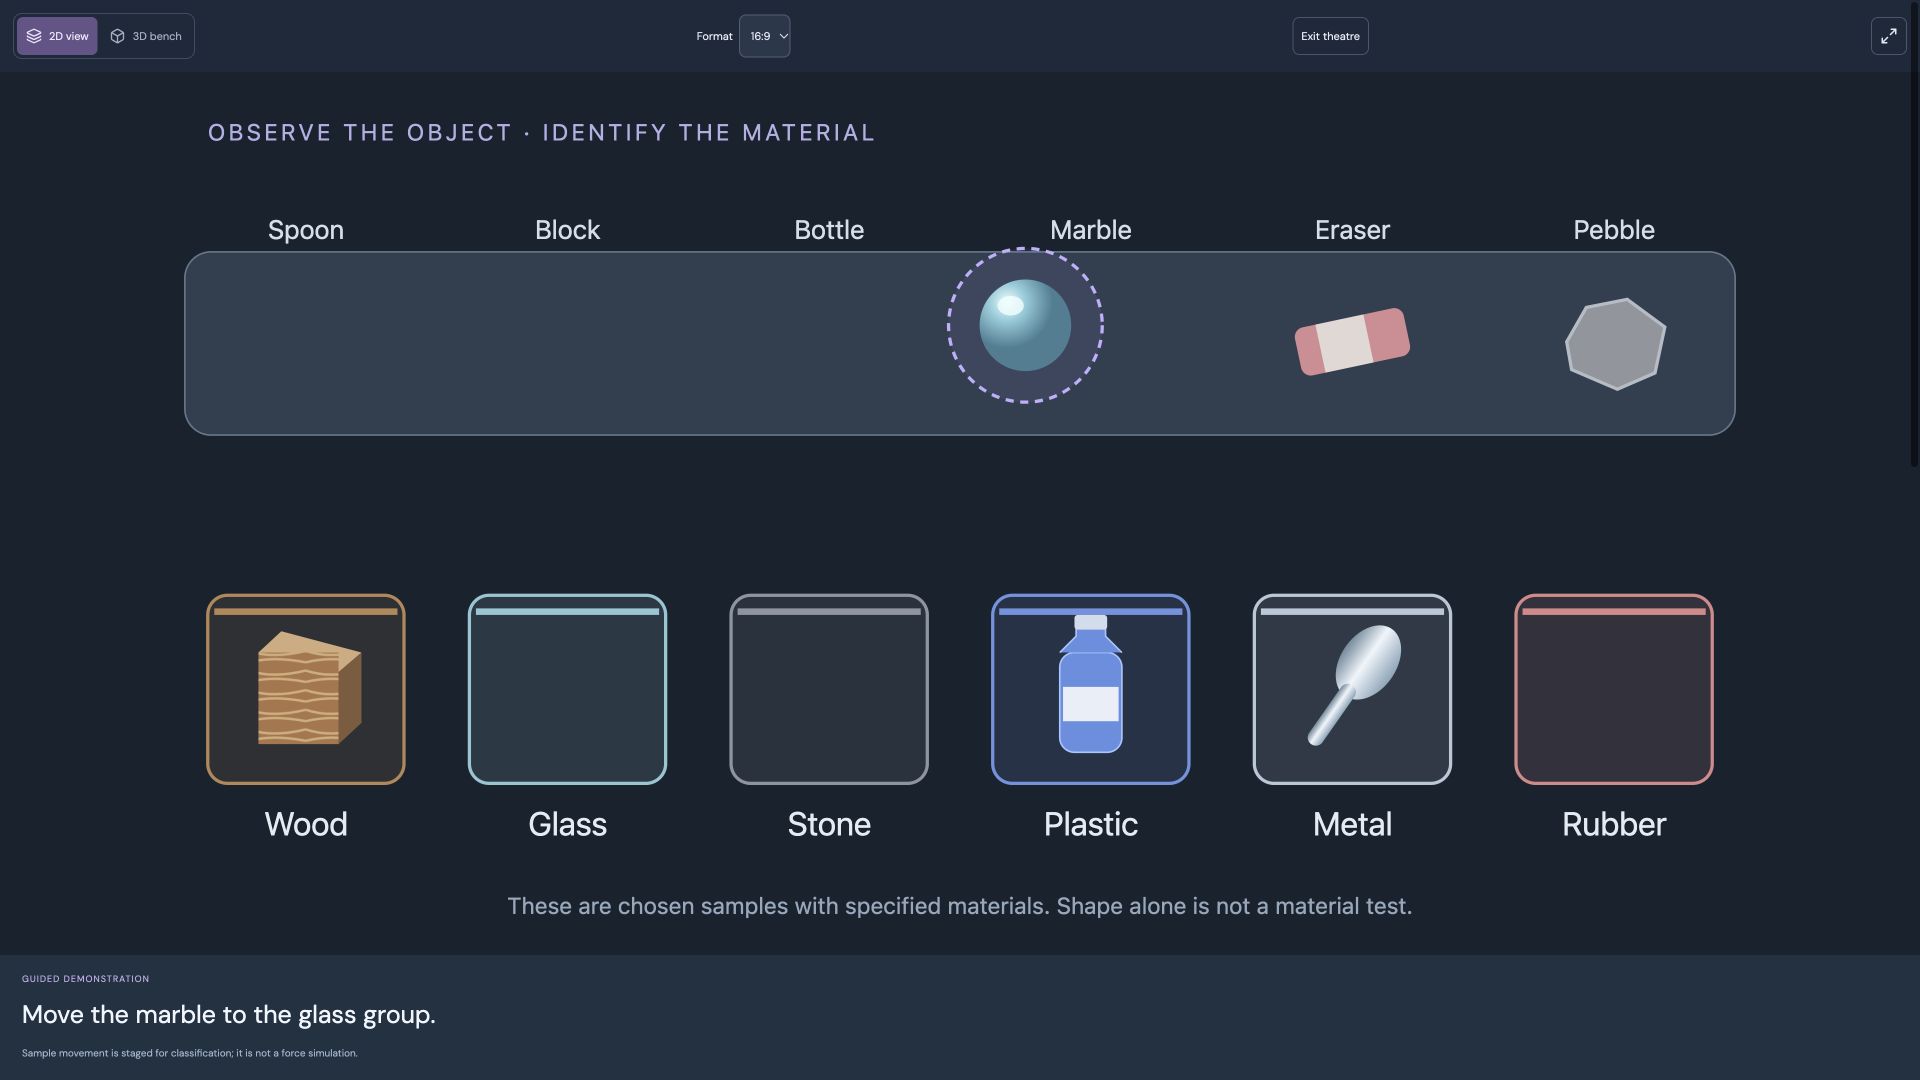 2D view
3D bench
Format
16:9
Exit theatre
OBSERVE THE OBJECT · IDENTIFY THE MATERIAL
Spoon
Block
Bottle
Marble
Eraser
Pebble
Wood
Glass
Stone
Plastic
Metal
Rubber
These are chosen samples with specified materials. Shape alone is not a material test.
GUIDED DEMONSTRATION
Move the marble to the glass group.
Sample movement is staged for classification; it is not a force simulation.